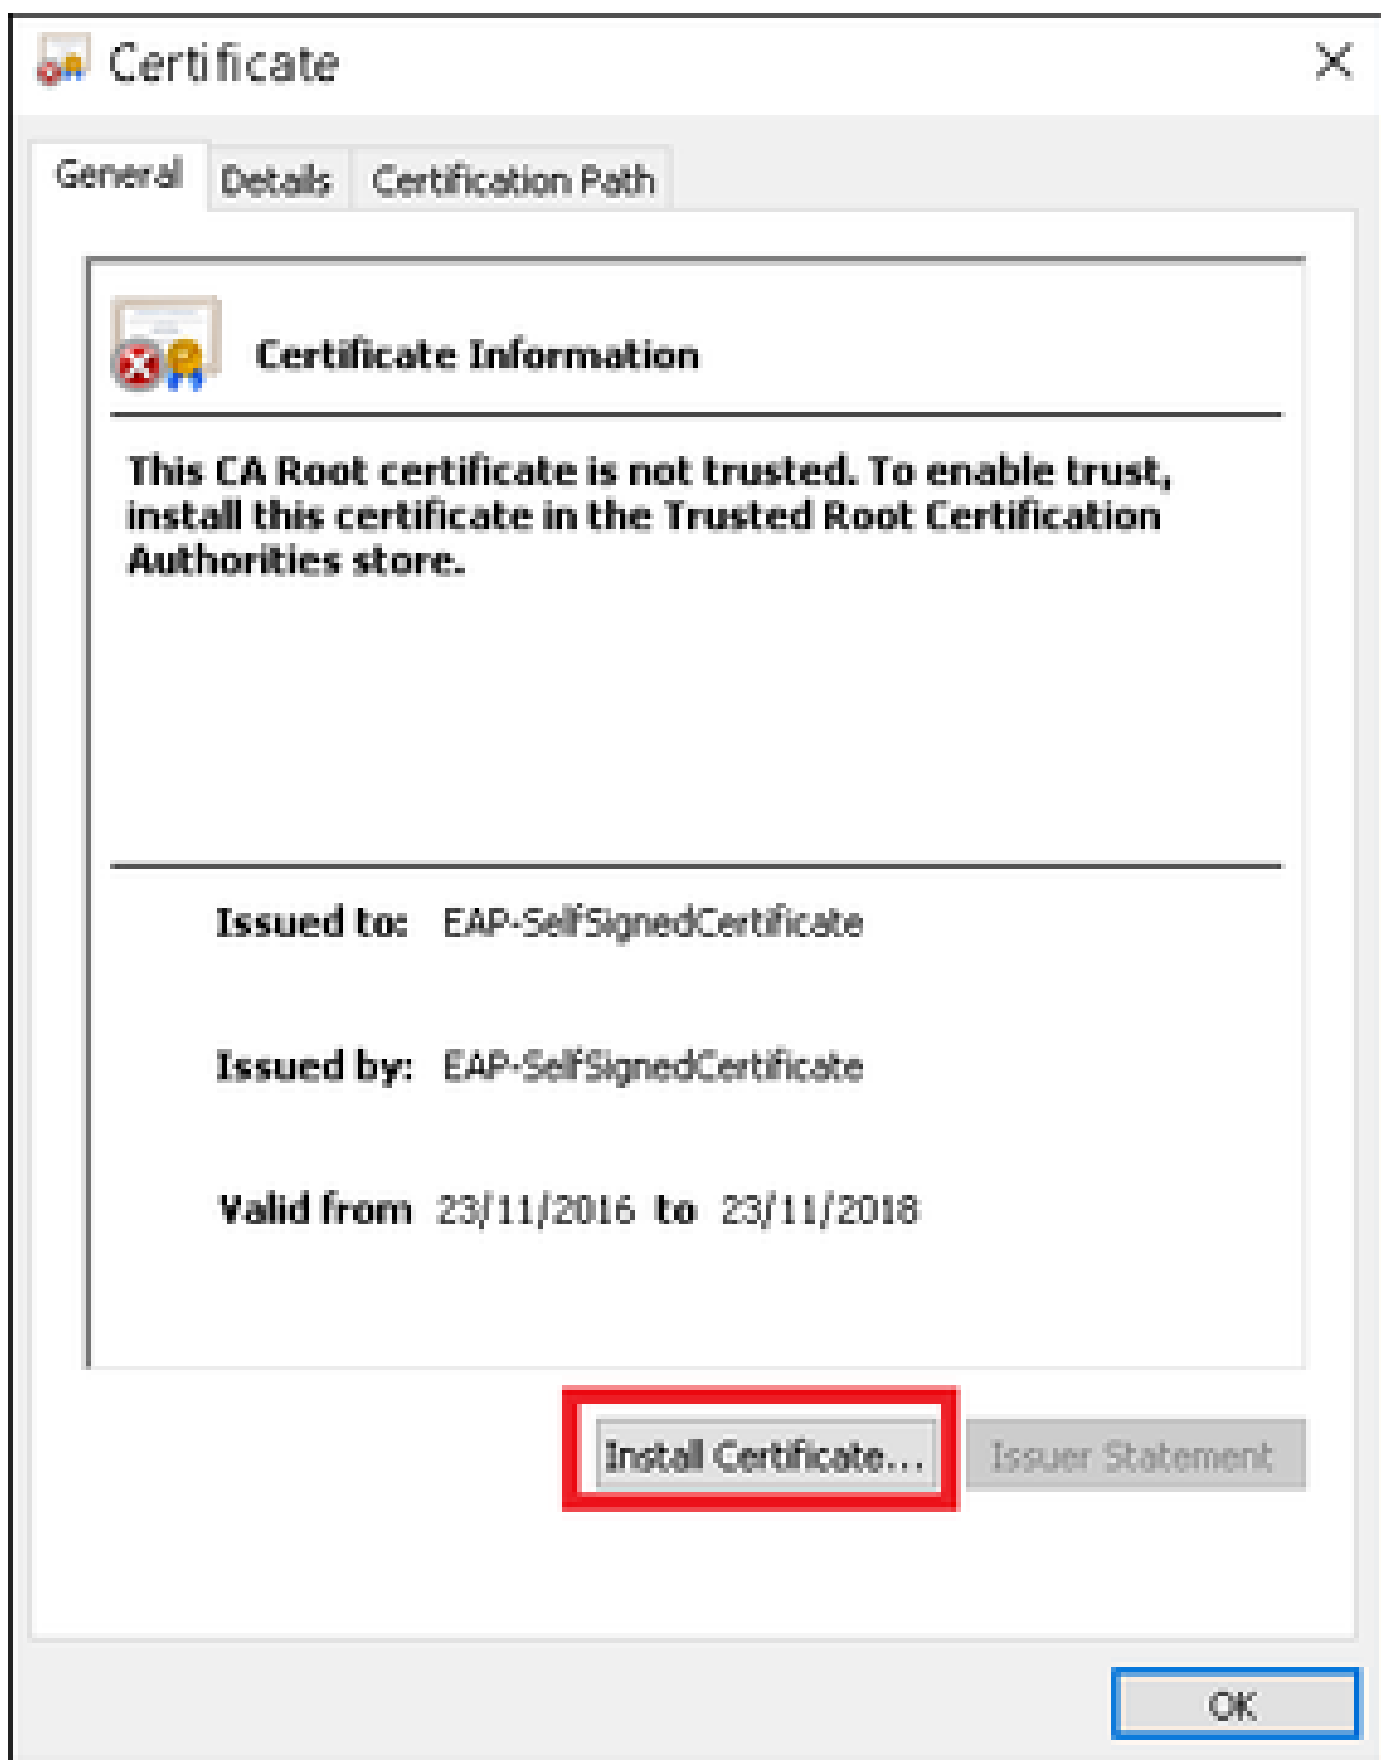 Certificate
General Details Certification Path
Certificate Information
This CA Root certificate is not trusted. To enable trust,
install this certificate in the Trusted Root Certification
Authorities store.
Issued to: EAP-SelfSignedCertificate
Issued by: EAP-SelfSignedCertificate
Valid from 23/11/2016 to 23/11/2018
Install Certificate... Issuer Statement
OK